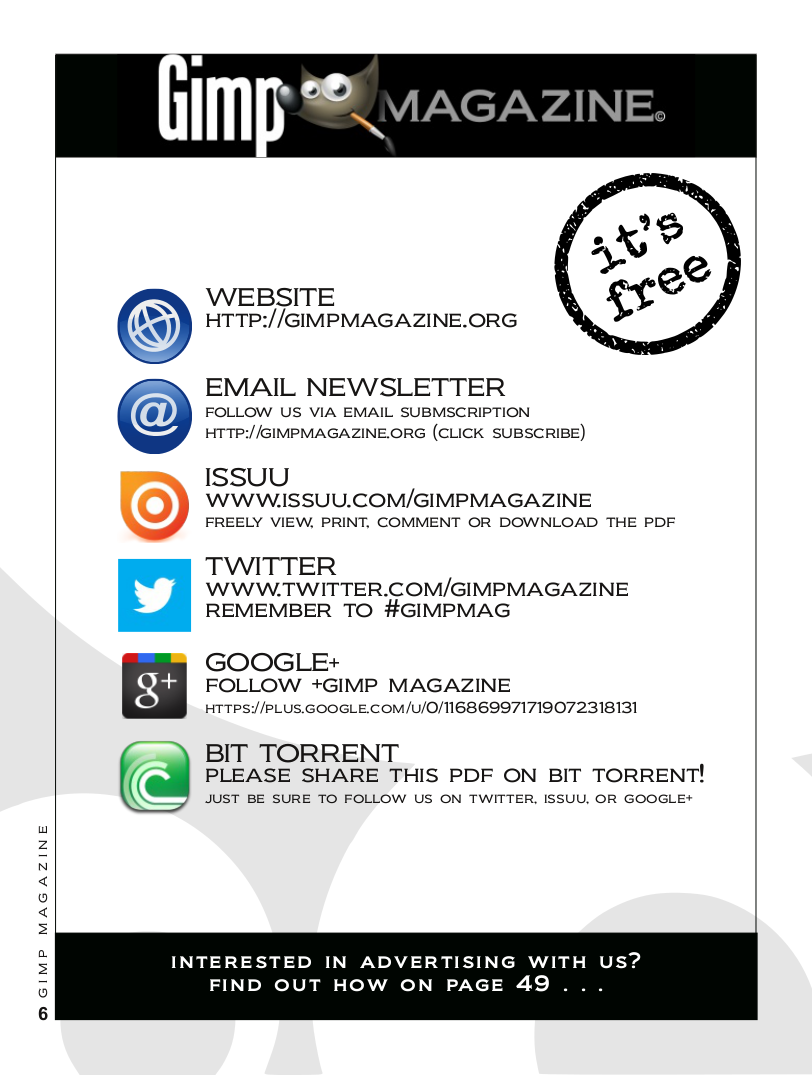 Gimp MAGAZINE©
it's
free
WEBSITE
HTTP://GIMPMAGAZINE.ORG
@
EMAIL NEWSLETTER
FOLLOW US VIA EMAIL SUBMSCRIPTION
HTTP://GIMPMAGAZINE.ORG (CLICK SUBSCRIBE)
ISSUU
WWW.ISSUU.COM/GIMPMAGAZINE
FREELY VIEW, PRINT, COMMENT OR DOWNLOAD THE PDF
TWITTER
WWW.TWITTER.COM/GIMPMAGAZINE
REMEMBER TO #GIMPMAG
g+
GOOGLE+
FOLLOW +GIMP MAGAZINE
HTTPS://PLUS.GOOGLE.COM/U/0/116869971719072318131
BIT TORRENT
PLEASE SHARE THIS PDF ON BIT TORRENT!
JUST BE SURE TO FOLLOW US ON TWITTER, ISSUU, OR GOOGLE+
INTERESTED IN ADVERTISING WITH US?
FIND OUT HOW ON PAGE 49 . . .
6 GIMP MAGAZINE